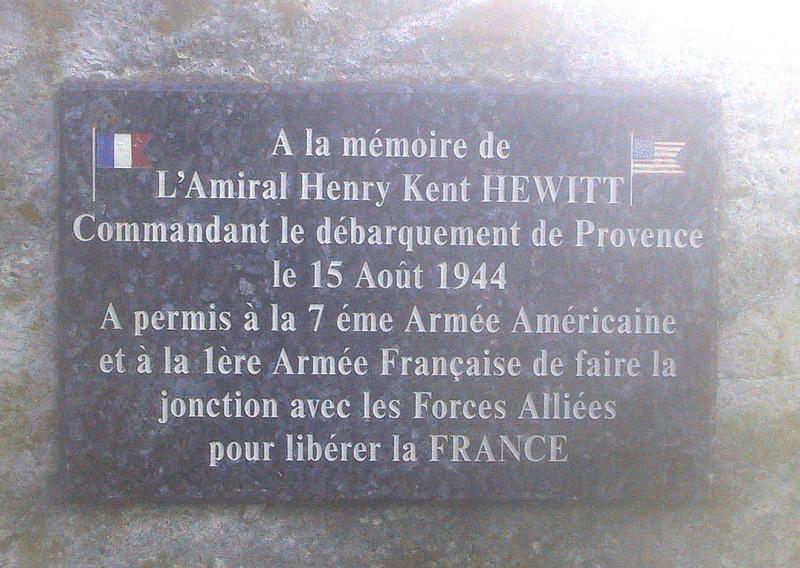 A la mémoire de
L'Amiral Henry Kent HEWITT
Commandant le débarquement de Provence
le 15 Août 1944
A permis à la 7 éme Armée Américaine
et à la 1ère Armée Française de faire la
jonction avec les Forces Alliées
pour libérer la FRANCE